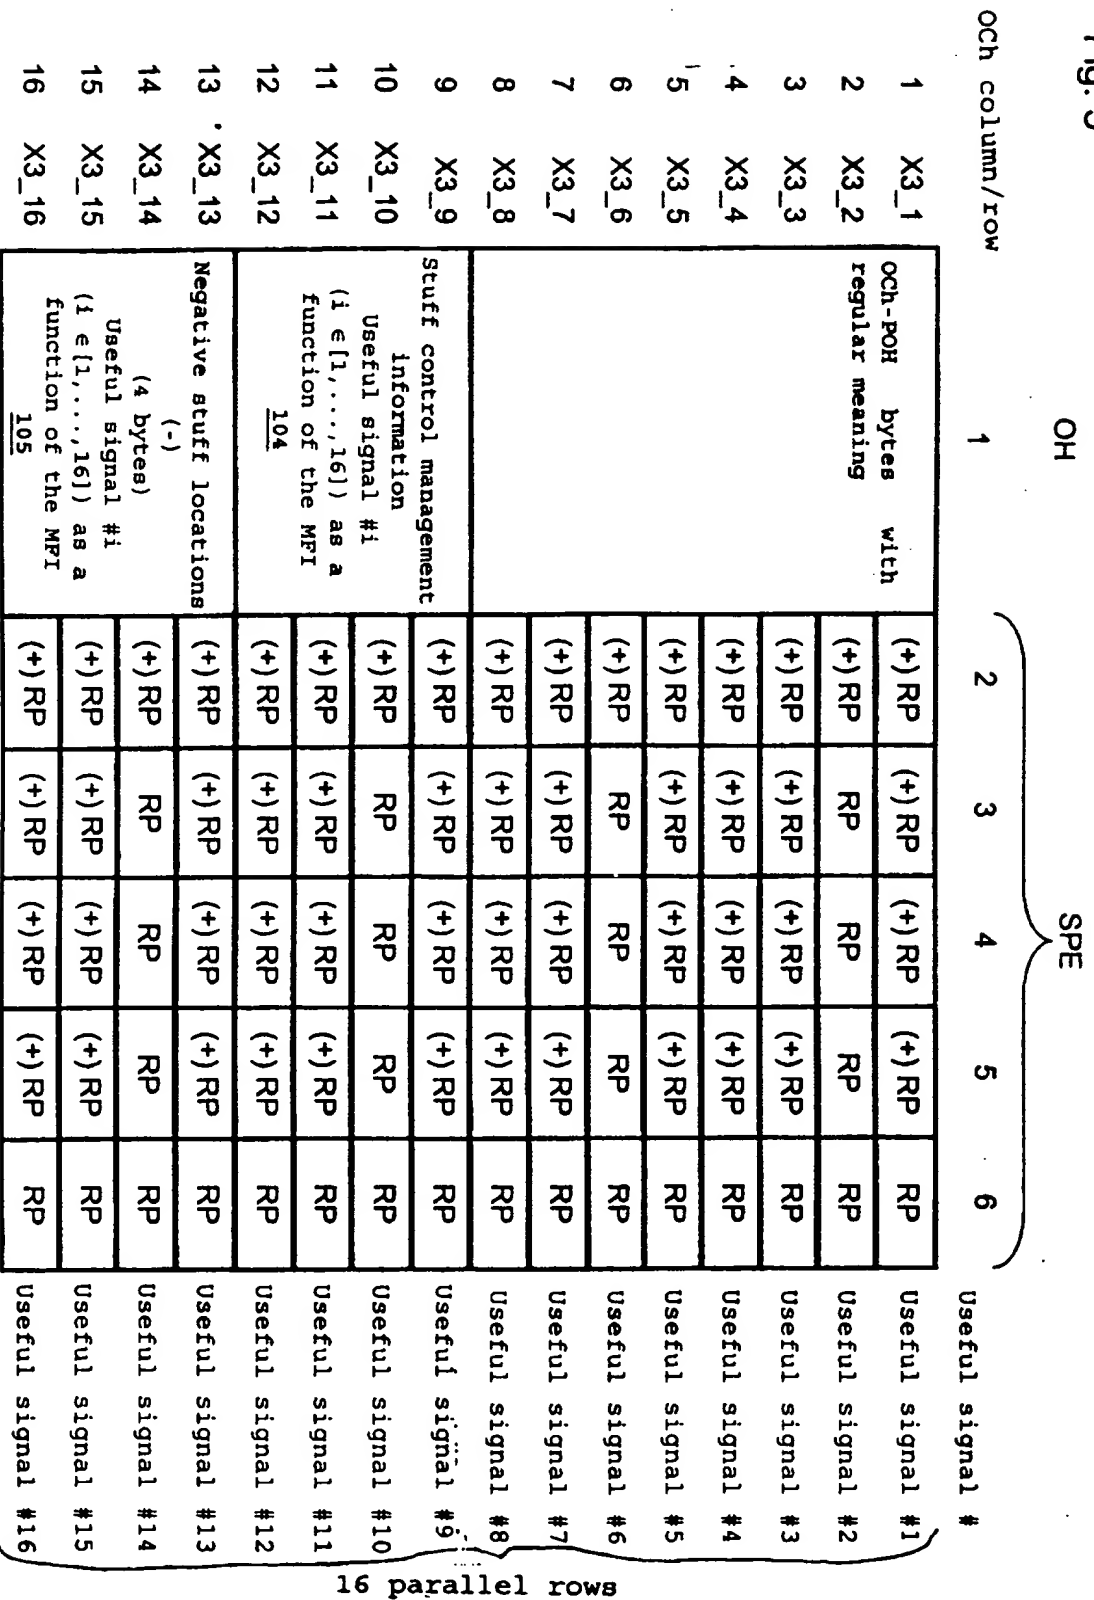 Fig.
OH
SPE
OCh column/row 1 2 3 4 5 6 Useful signal #
1 X3_1 OCh-POH bytes with (+)RP (+)RP (+)RP (+)RP RP Useful signal #1
2 X3_2 regular meaning (+)RP RP RP RP RP Useful signal #2
3 X3_3 (+)RP (+)RP (+)RP (+)RP RP Useful signal #3
4 X3_4 (+)RP (+)RP (+)RP (+)RP RP Useful signal #4
5 X3_5 (+)RP (+)RP (+)RP (+)RP RP Useful signal #5
6 X3_6 (+)RP RP RP RP RP Useful signal #6
7 X3_7 (+)RP (+)RP (+)RP (+)RP RP Useful signal #7
8 X3_8 (+)RP (+)RP (+)RP (+)RP RP Useful signal #8
9 X3_9 (+)RP (+)RP (+)RP (+)RP RP Useful signal #9
10 X3_10 (+)RP RP RP RP RP Useful signal #10
11 X3_11 (+)RP (+)RP (+)RP (+)RP RP Useful signal #11
12 X3_12 (+)RP (+)RP (+)RP (+)RP RP Useful signal #12
Stuff control management
information
Useful signal #i
(i ∈[1,...,16]) as a
function of the MFI
104
13 X3_13 (+)RP (+)RP (+)RP (+)RP RP Useful signal #13
14 X3_14 (+)RP RP RP RP RP Useful signal #14
15 X3_15 (+)RP (+)RP (+)RP (+)RP RP Useful signal #15
16 X3_16 (+)RP (+)RP (+)RP (+)RP RP Useful signal #16
Negative stuff locations
(-)
(4 bytes)
Useful signal #i
(i ∈[1,...,16]) as a
function of the MFI
105
16 parallel rows